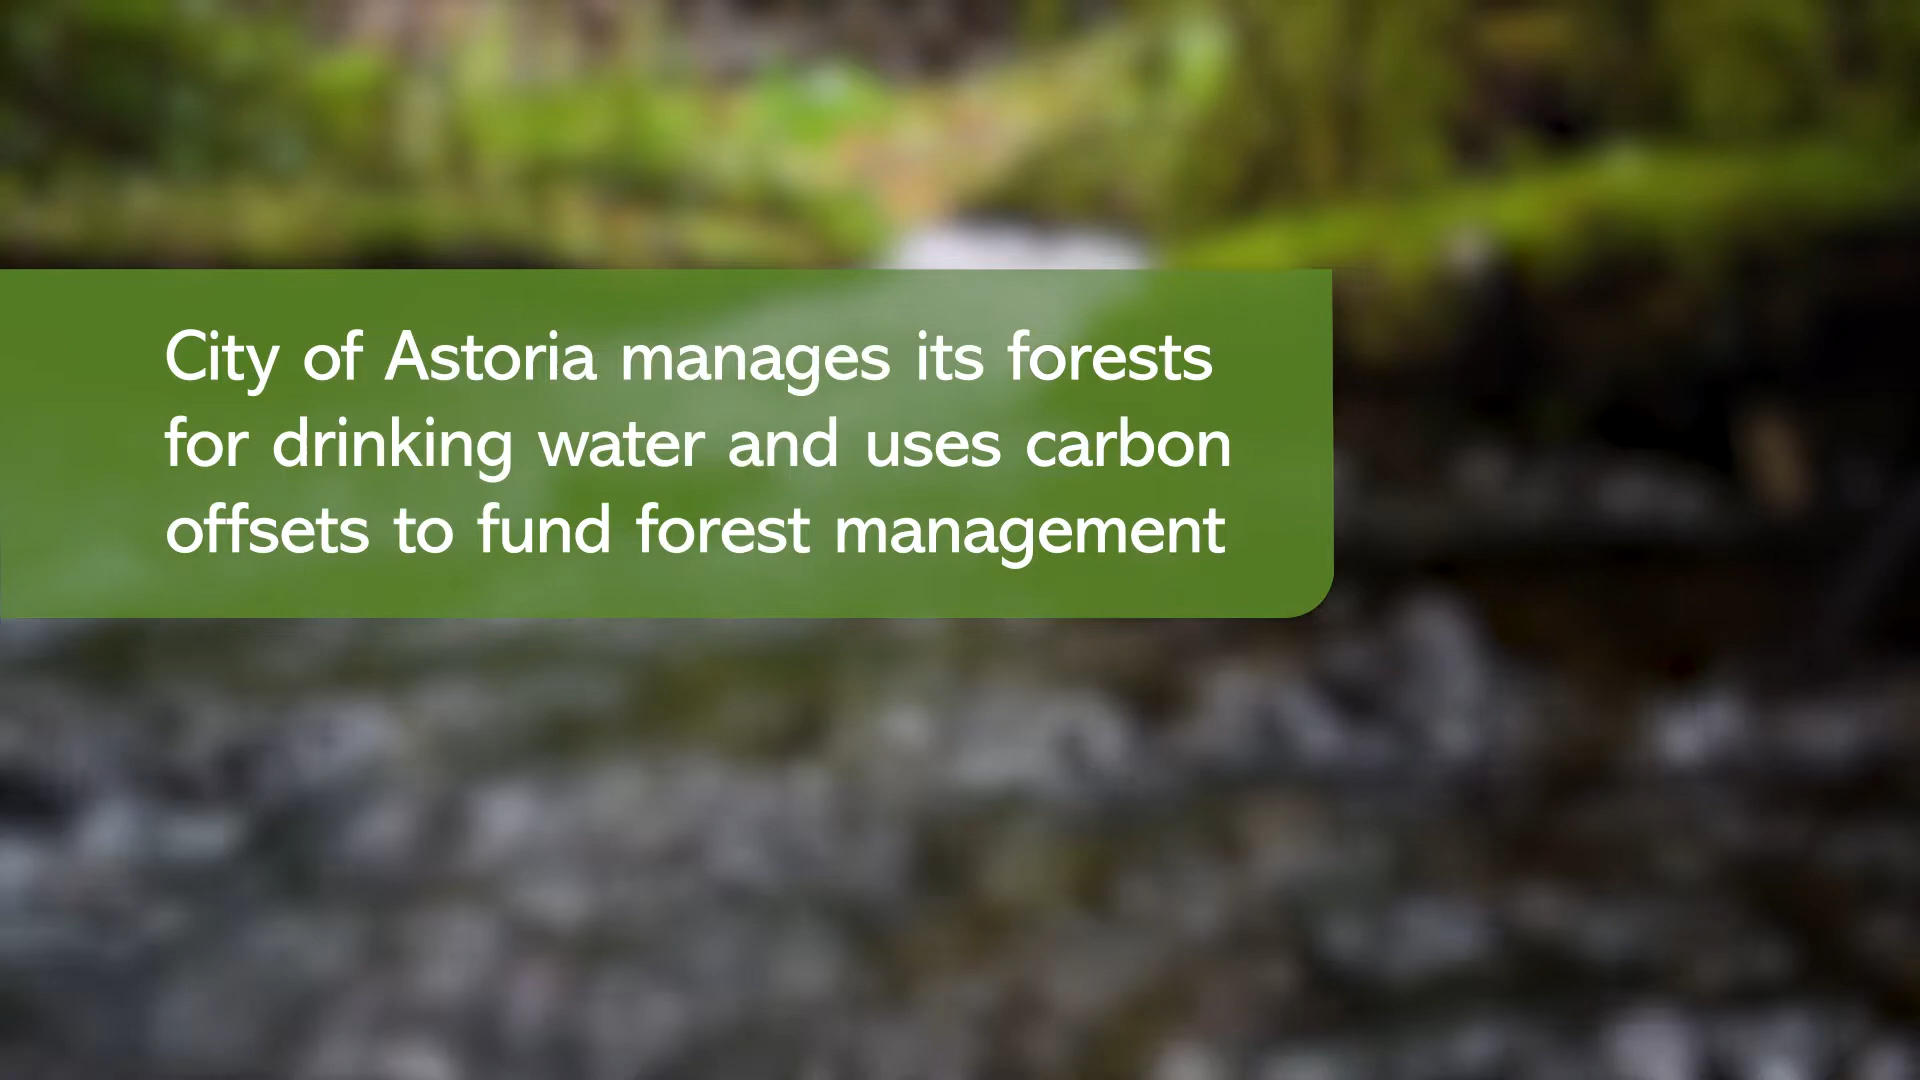 City of Astoria manages its forests
for drinking water and uses carbon
offsets to fund forest management